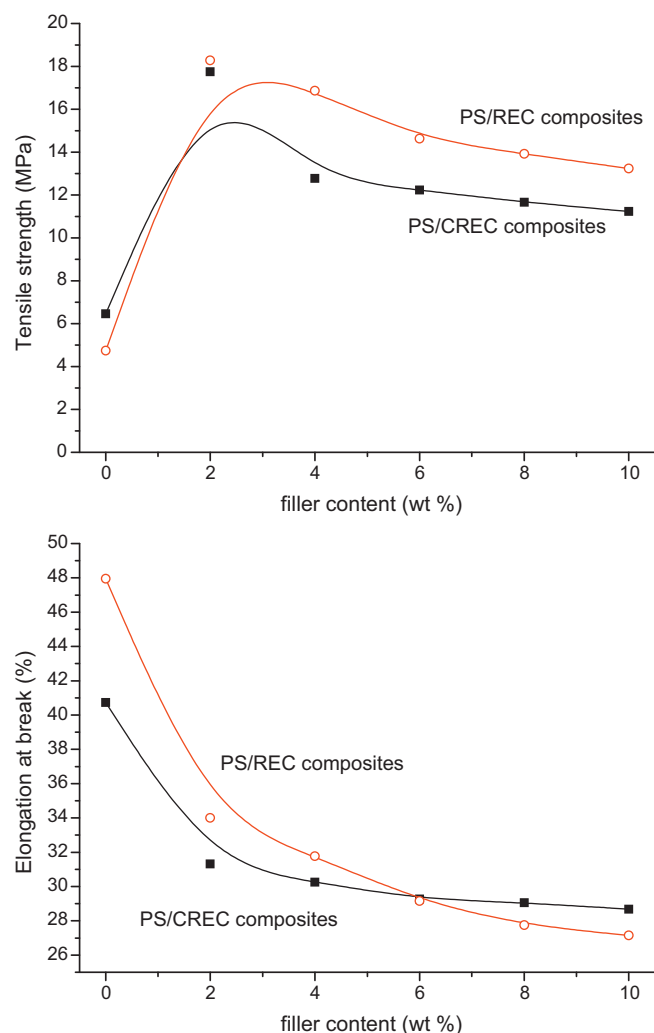 20
18
16
14
12
10
8
6
4
2
0
Tensile strength (MPa)
PS/REC composites
PS/CREC composites
0 2 4 6 8 10
filler content (wt %)
50
48
46
44
42
40
38
36
34
32
30
28
26
Elongation at break (%)
PS/REC composites
PS/CREC composites
0 2 4 6 8 10
filler content (wt %)